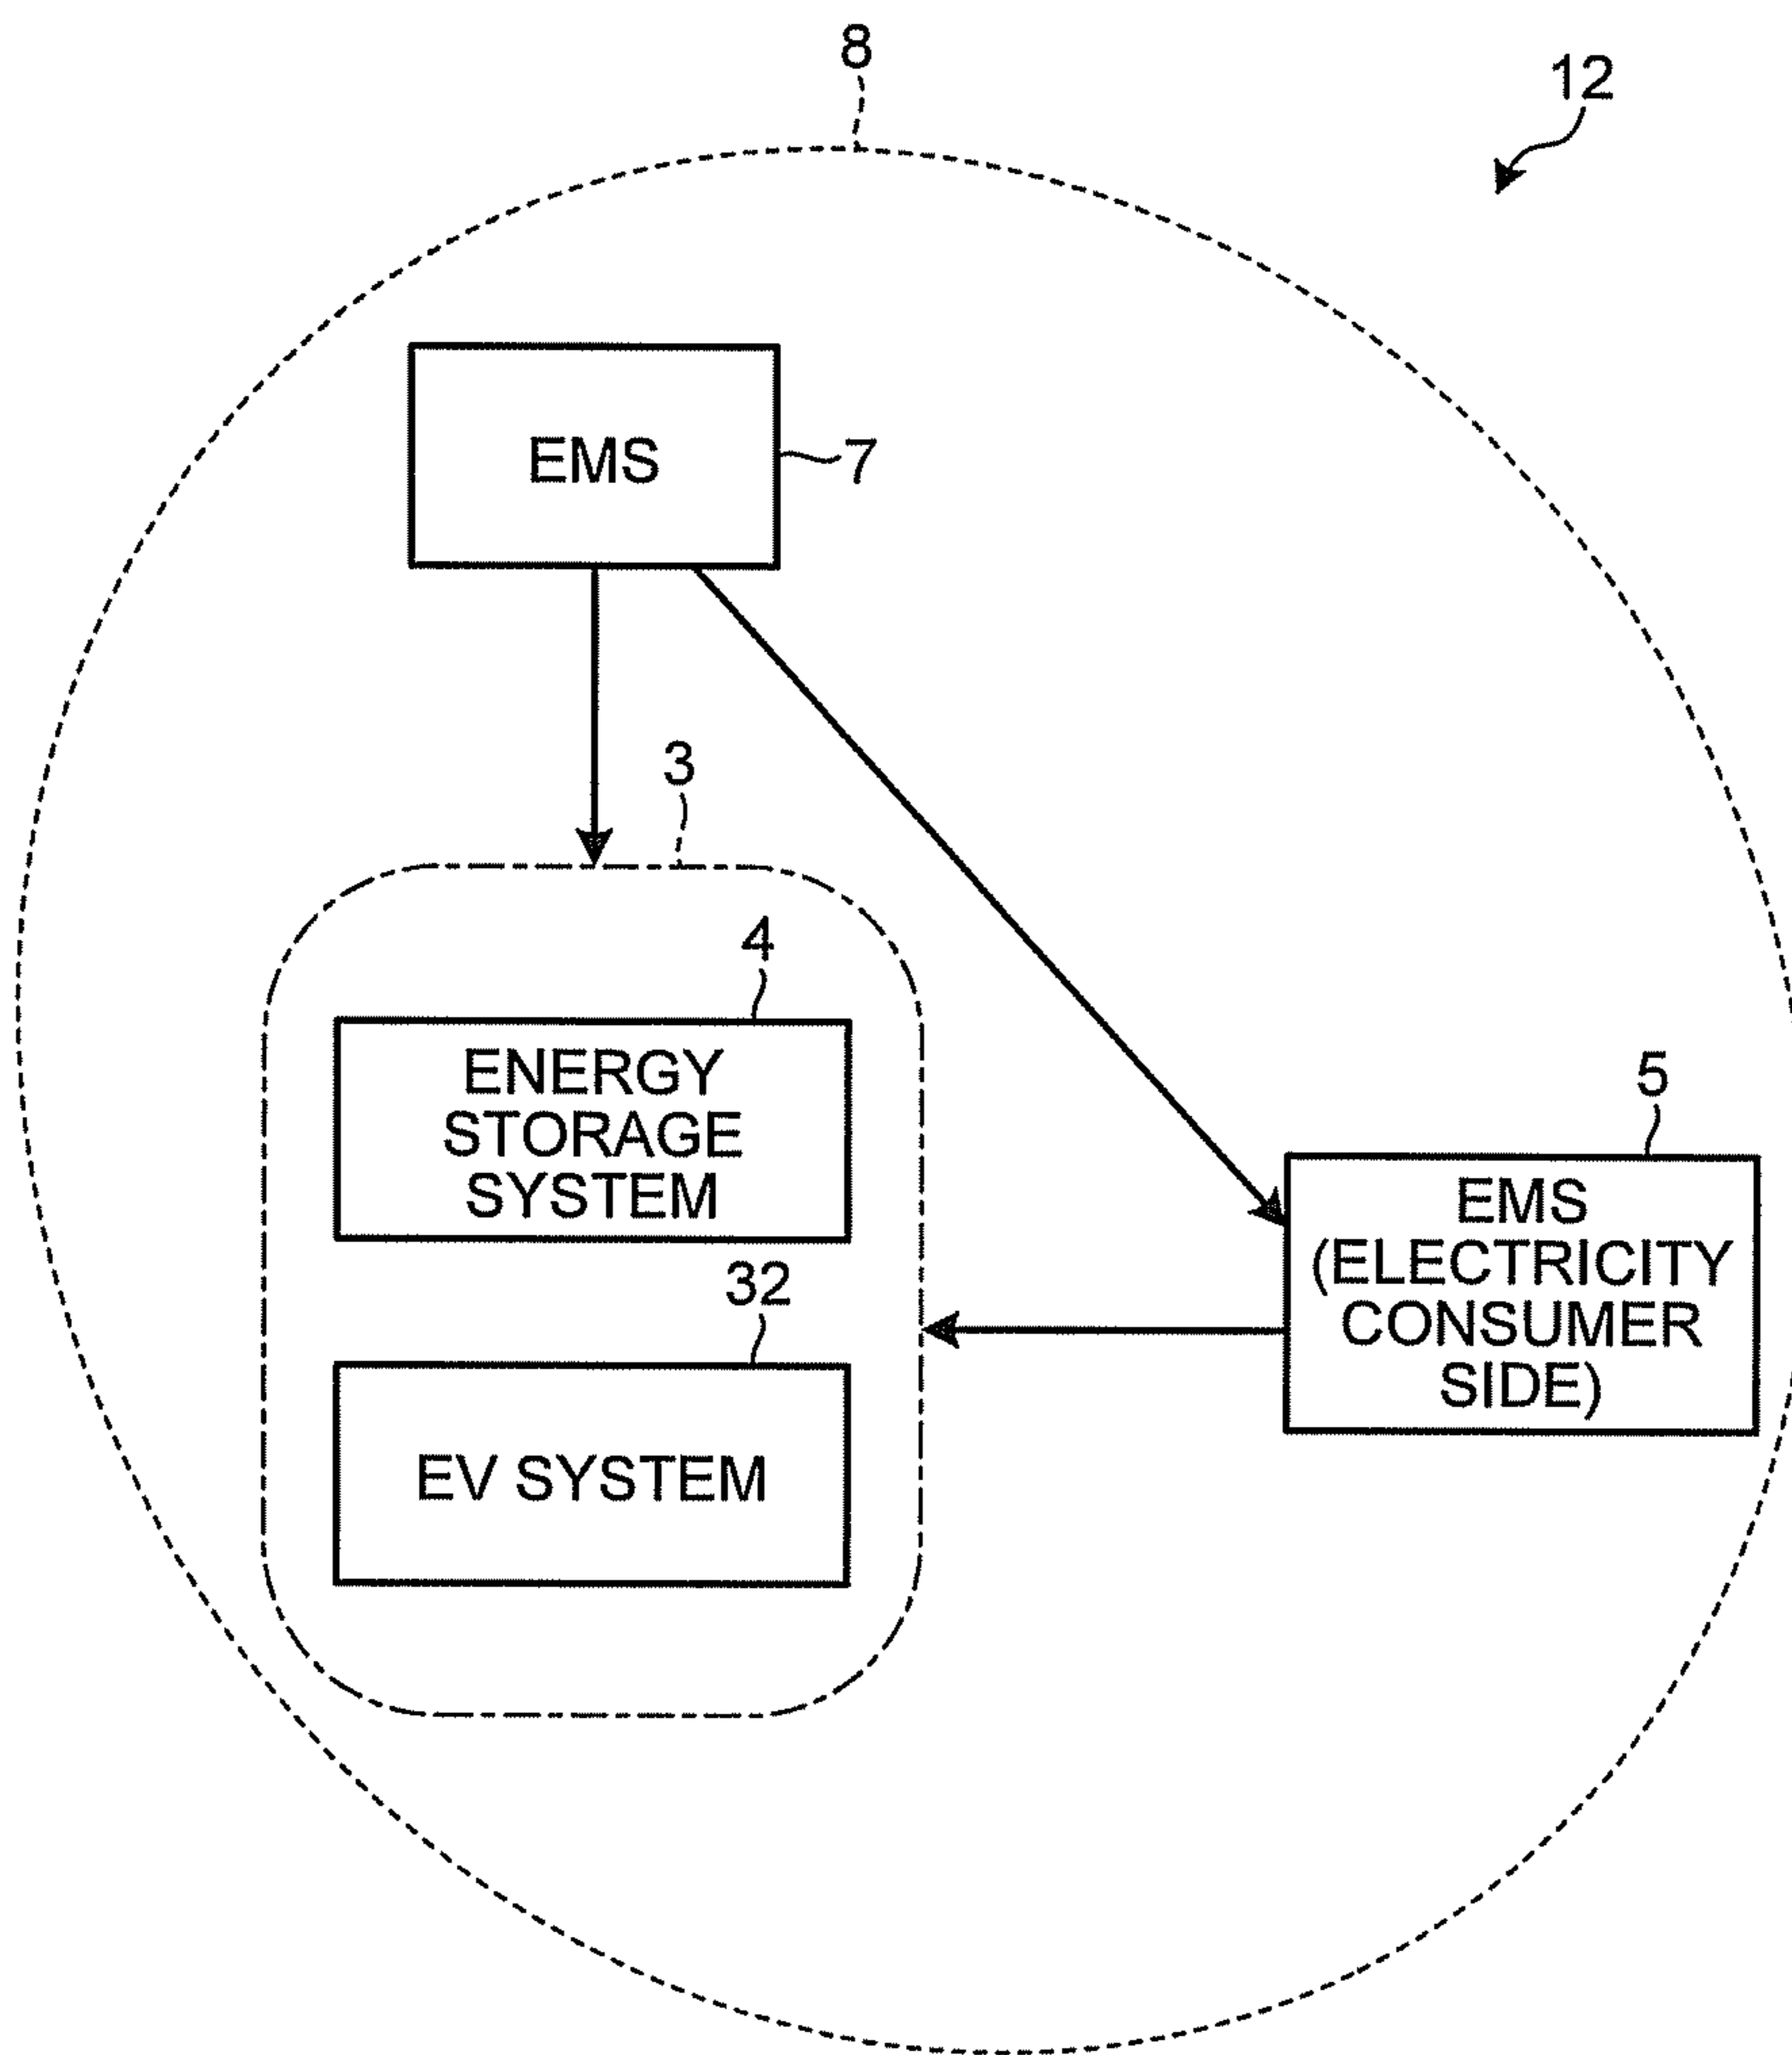 8
12
EMS
7
3
4
ENERGY
STORAGE
SYSTEM
32
EV SYSTEM
5
EMS
(ELECTRICITY
CONSUMER
SIDE)